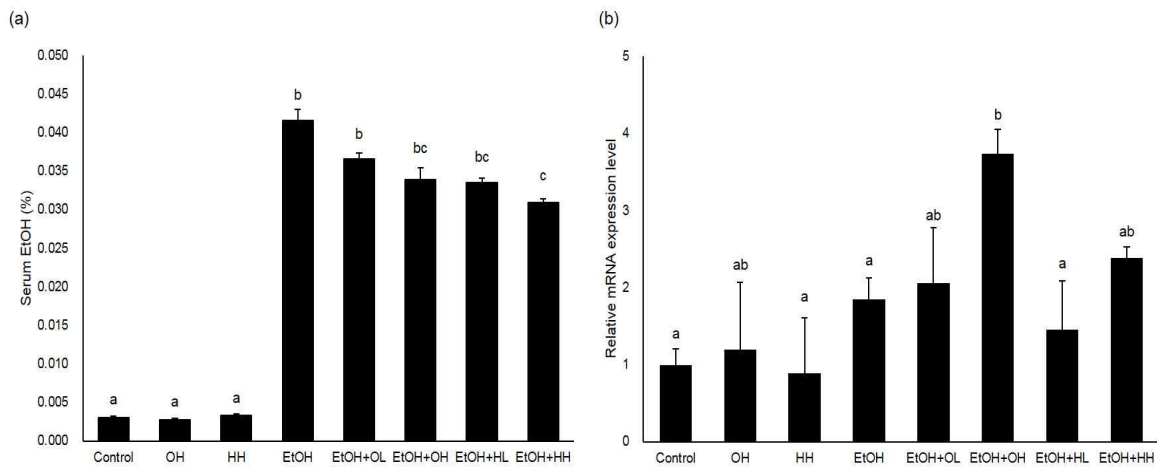 (a)
Serum EtOH (%)
0.050
0.045
0.040
0.035
0.030
0.025
0.020
0.015
0.010
0.005
0.000
a a a b b bc bc c
Control OH HH EtOH EtOH+OL EtOH+OH EtOH+HL EtOH+HH
(b)
Relative mRNA expression level
5
4
3
2
1
0
a ab a a ab b a ab
Control OH HH EtOH EtOH+OL EtOH+OH EtOH+HL EtOH+HH